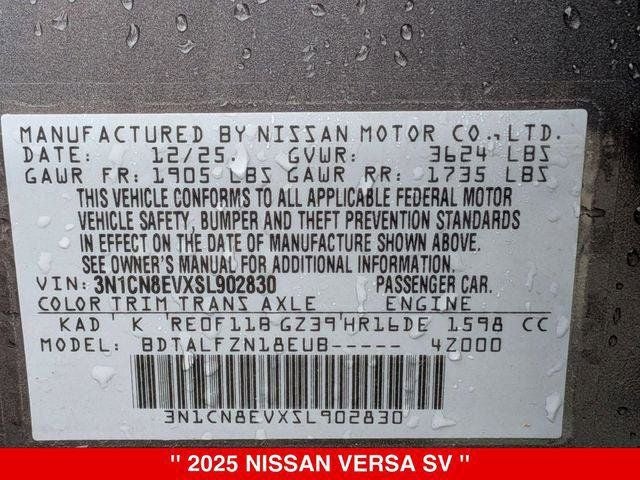 MANUFACTURED BY NISSAN MOTOR CO., LTD.
DATE: 12/25. GVWR: 3624 LBS
GAWR FR: 1905 LBS GAWR RR: 1735 LBS
THIS VEHICLE CONFORMS TO ALL APPLICABLE FEDERAL MOTOR
VEHICLE SAFETY, BUMPER AND THEFT PREVENTION STANDARDS
IN EFFECT ON THE DATE OF MANUFACTURE SHOWN ABOVE.
SEE OWNER'S MANUAL FOR ADDITIONAL INFORMATION.
VIN: 3N1CN8EVXSL902830 PASSENGER CAR.
COLOR TRIM TRANS AXLE ENGINE
KAD K RE0F11B GZ39 HR16DE 1598 CC
MODEL: BDTALFZN18EUB----- 4Z000
3N1CN8EVXSL902830
" 2025 NISSAN VERSA SV "